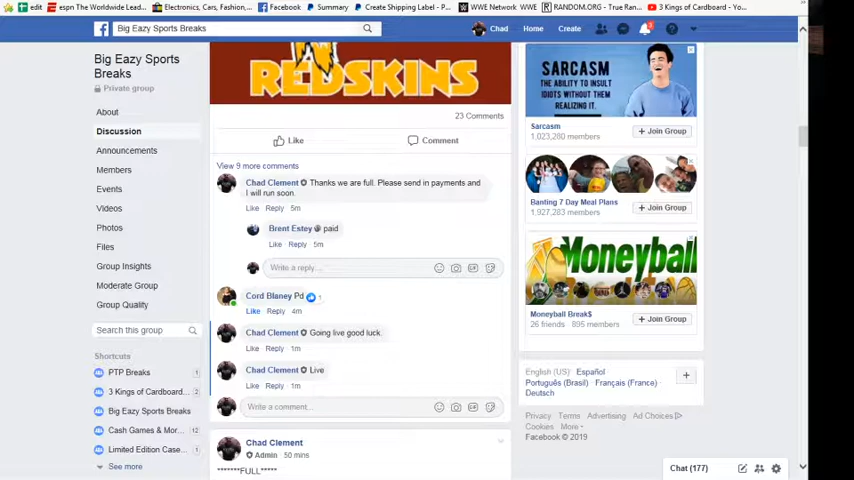 edit espn The Worldwide Lead... Electronics, Cars, Fashion,... Facebook Summary Create Shipping Label - P... WWE Network WWE RANDOM.ORG - True Ran... 3 Kings of Cardboard - Yo...
Big Eazy Sports Breaks
Chad Home Create
Big Eazy Sports
Breaks
Private group
About
Discussion
Announcements
Members
Events
Videos
Photos
Files
Group Insights
Moderate Group
Group Quality
Search this group
Shortcuts
PTP Breaks 1
3 Kings of Cardboard... 2
Big Eazy Sports Breaks
Cash Games & Mor... 12
Limited Edition Case... 1
See more
REDSKINS
23 Comments
Like Comment
View 9 more comments
Chad Clement Thanks we are full. Please send in payments and
I will run soon.
Like Reply 5m
Brent Estey paid
Like Reply 5m
Write a reply...
Cord Blaney Pd 1
Like Reply 4m
Chad Clement Going live good luck.
Like Reply 1m
Chad Clement Live
Like Reply 1m
Write a comment...
Chad Clement
Admin 50 mins
*******FULL*****
SARCASM
THE ABILITY TO INSULT
IDIOTS WITHOUT THEM
REALIZING IT.
Sarcasm
1,023,280 members
+ Join Group
Banting 7 Day Meal Plans
1,927,283 members
+ Join Group
Moneyball
Moneyball Break$
26 friends 895 members
+ Join Group
English (US) Español
Português (Brasil) Français (France)
Deutsch
Privacy Terms Advertising Ad Choices
Cookies More
Facebook © 2019
Chat (177)